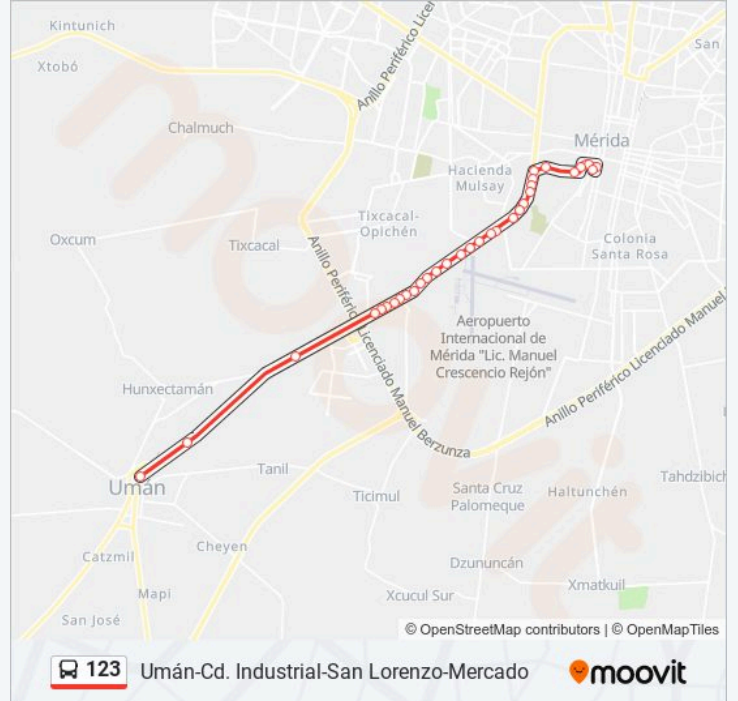 Kintunich
Xtobó
Anillo Periférico Licen
San
Chalmuch
Mérida
Hacienda
Mulsay
Tixcacal-
Opichén
Oxcum
Tixcacal
Colonia
Santa Rosa
Anillo Periférico Licenciado Manuel Berzunza
Aeropuerto
Internacional de
Mérida "Lic. Manuel
Crescencio Rejón"
Anillo Periférico Licenciado Manuel
Hunxectamán
Umán
Tanil
Ticimul
Santa Cruz
Palomeque
Haltunchén
Tahdzibich
Catzmil
Cheyen
Dzununcán
Mapi
Xcucul Sur
Xmatkuil
San José
moovit
© OpenStreetMap contributors | © OpenMapTiles
123 Umán-Cd. Industrial-San Lorenzo-Mercado moovit